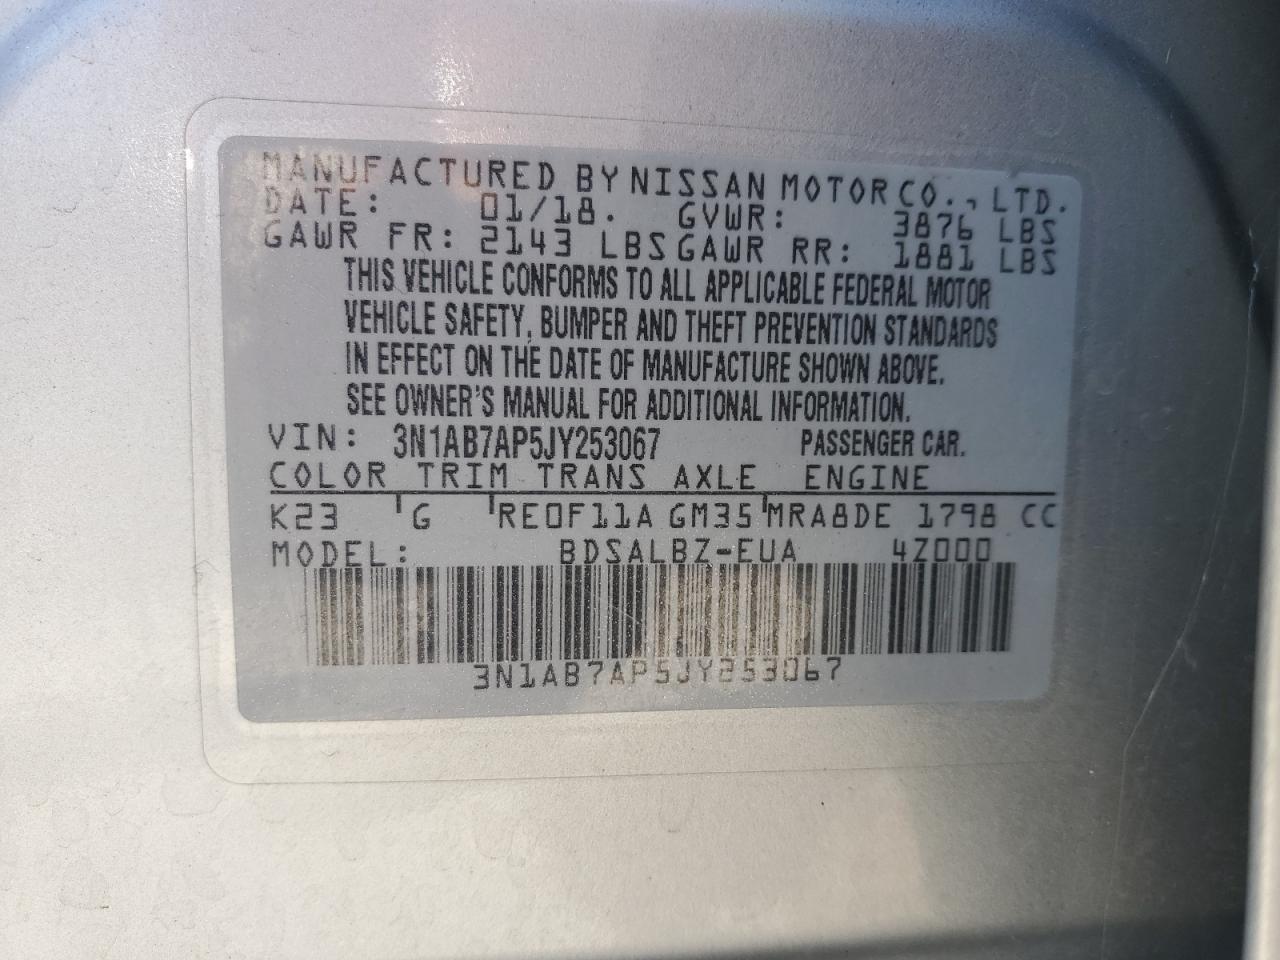 MANUFACTURED BY NISSAN MOTOR CO., LTD.
DATE: 01/18. GVWR: 3876 LBS
GAWR FR: 2143 LBS GAWR RR: 1881 LBS
THIS VEHICLE CONFORMS TO ALL APPLICABLE FEDERAL MOTOR
VEHICLE SAFETY, BUMPER AND THEFT PREVENTION STANDARDS
IN EFFECT ON THE DATE OF MANUFACTURE SHOWN ABOVE.
SEE OWNER'S MANUAL FOR ADDITIONAL INFORMATION.
VIN: 3N1AB7AP5JY253067 PASSENGER CAR.
COLOR TRIM TRANS AXLE ENGINE
K23 G RE0F11A GM35 MRA8DE 1798 CC
MODEL: BDSALBZ-EUA 4Z000
3N1AB7AP5JY253067